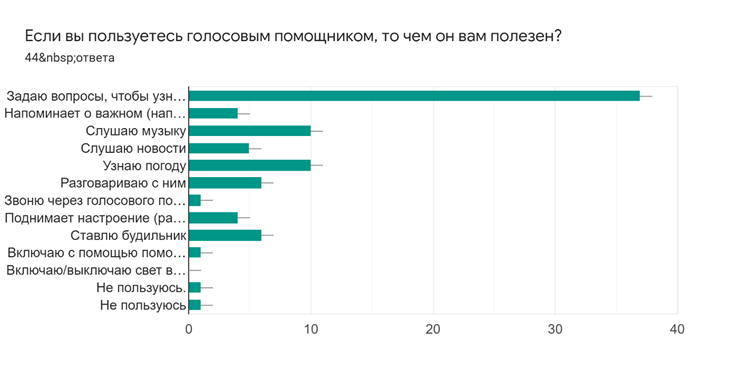 Если вы пользуетесь голосовым помощником, то чем он вам полезен?
44&nbsp;ответа
Задаю вопросы, чтобы узн…
Напоминает о важном (нап…
Слушаю музыку
Слушаю новости
Узнаю погоду
Разговариваю с ним
Звоню через голосового по…
Поднимает настроение (ра…
Ставлю будильник
Включаю с помощью помо…
Включаю/выключаю свет в…
Не пользуюсь.
Не пользуюсь
0 10 20 30 40